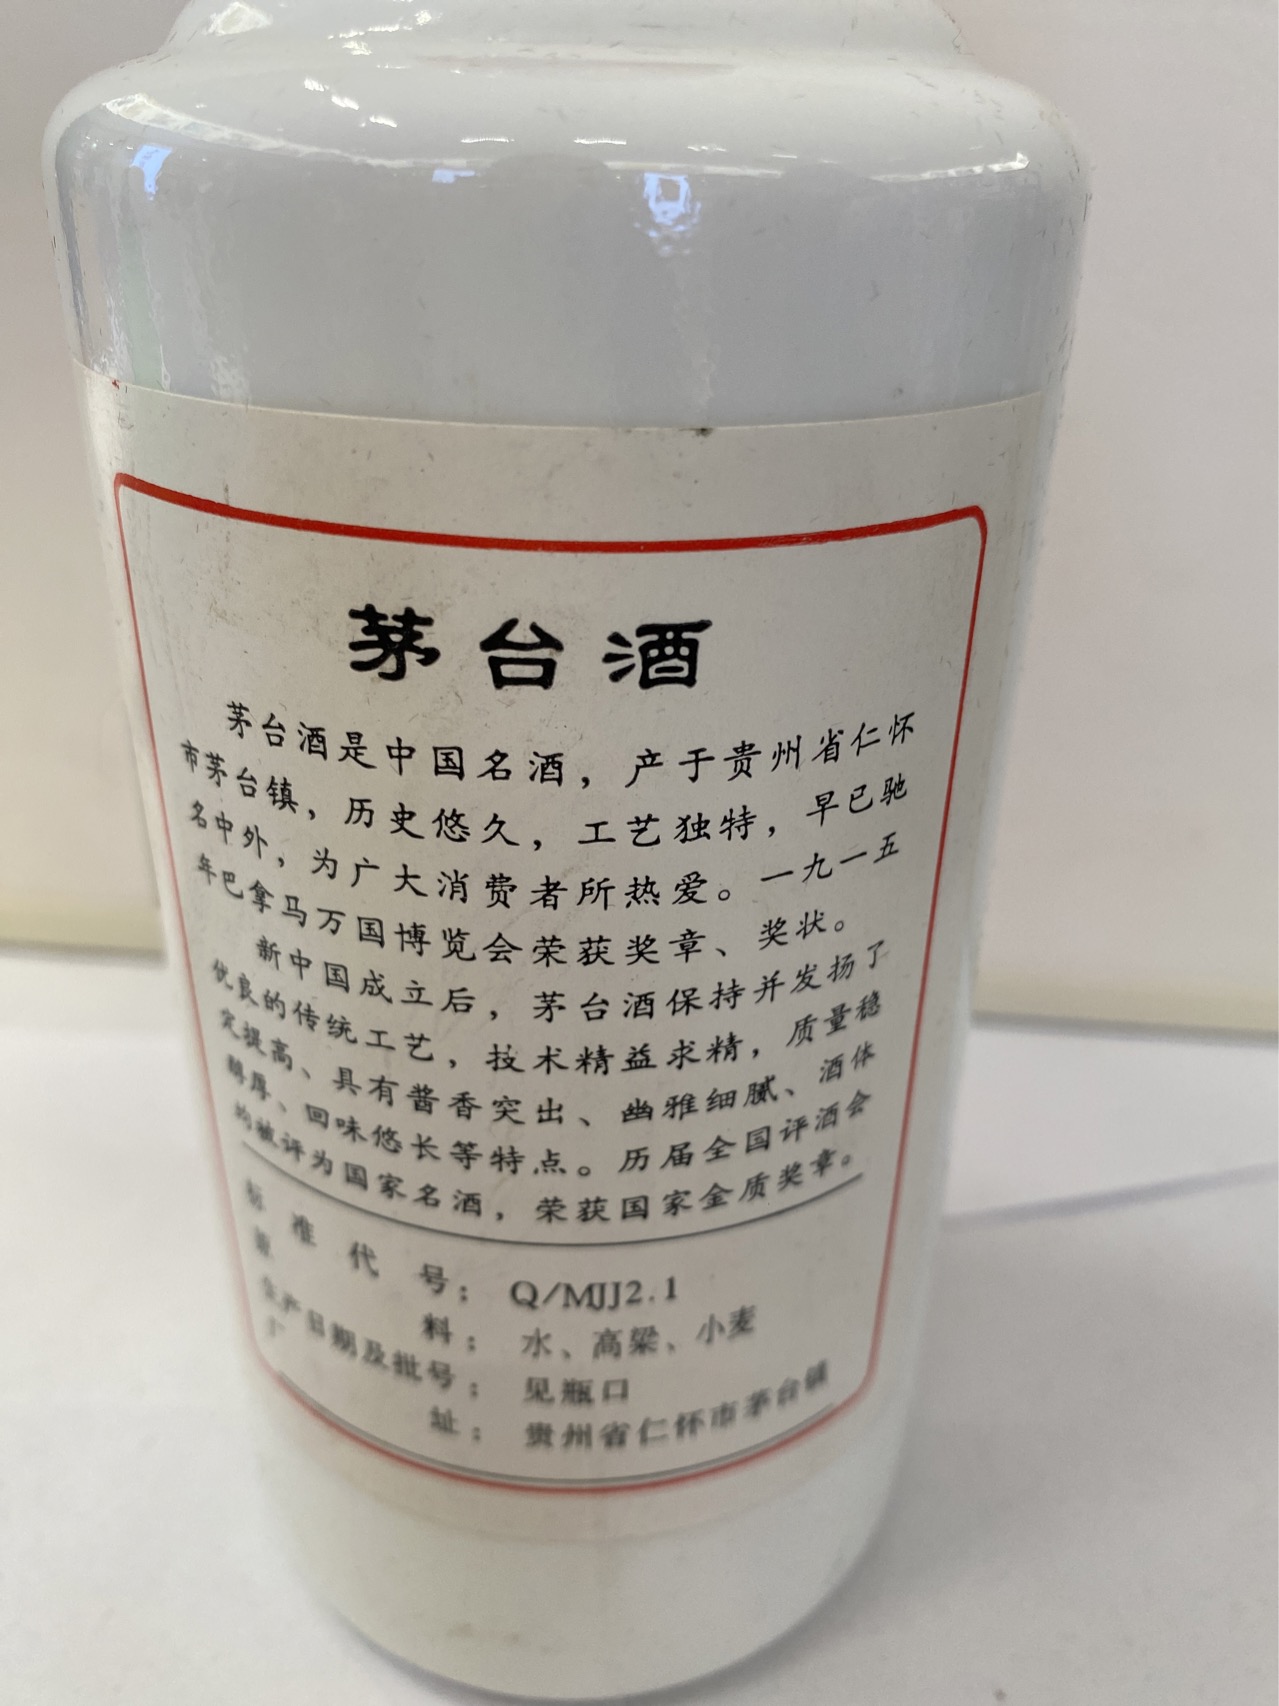 茅台酒
茅台酒是中国名酒，产于贵州省仁怀
市茅台镇，历史悠久，工艺独特，早已驰
名中外，为广大消费者所热爱。一九一五
年巴拿马万国博览会荣获奖章、奖状。
新中国成立后，茅台酒保持并发扬了
优良的传统工艺，技术精益求精，质量稳
定提高、具有酱香突出、幽雅细腻、酒体
醇厚、回味悠长等特点。历届全国评酒会
均被评为国家名酒，荣获国家金质奖章。
标准代号：Q/MJJ2.1
原料：水、高粱、小麦
生产日期及批号：见瓶口
厂址：贵州省仁怀市茅台镇